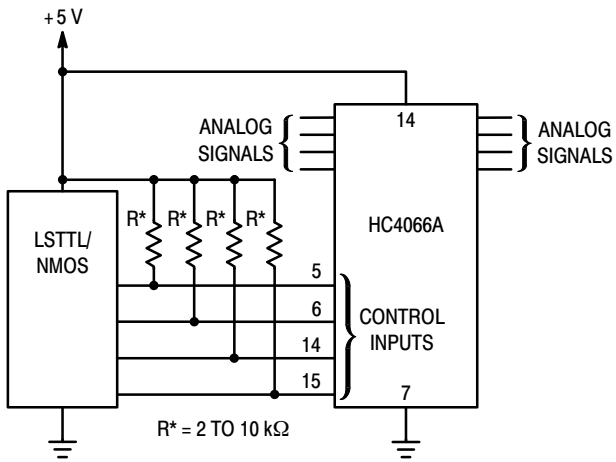 +5 V
14
ANALOG
SIGNALS
ANALOG
SIGNALS
R* R* R* R*
HC4066A
LSTTL/
NMOS
5
6
14
15
CONTROL
INPUTS
7
R* = 2 TO 10 kΩ